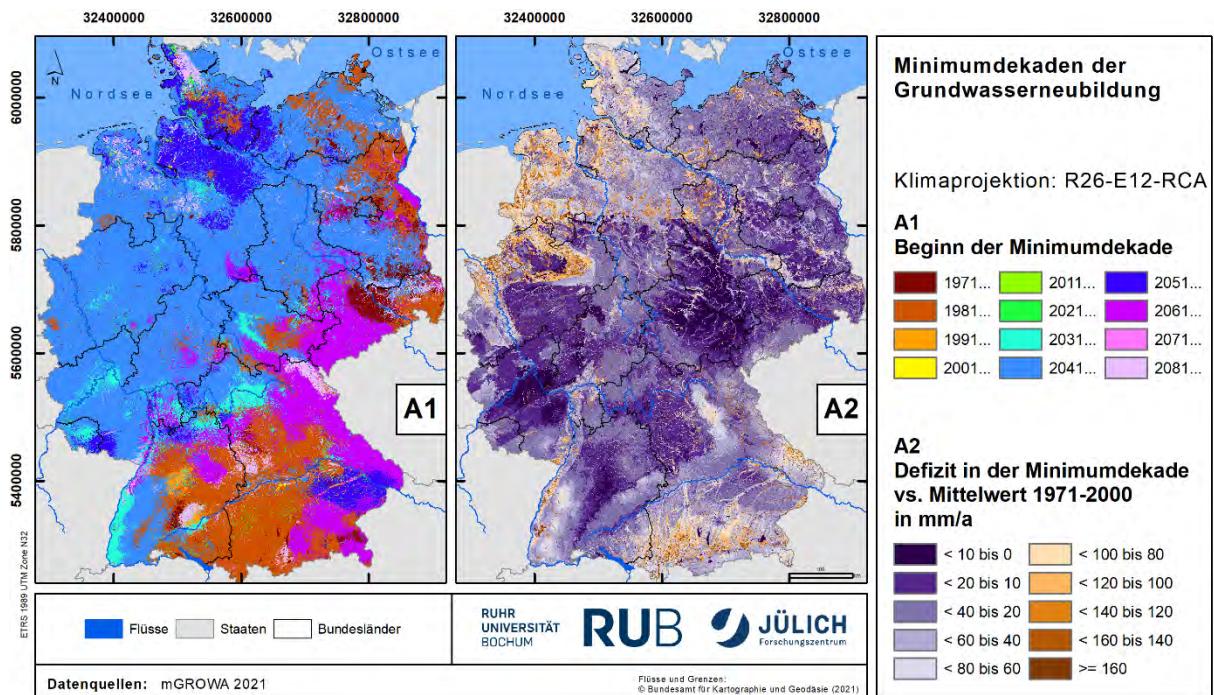 32400000 32600000 32800000 32400000 32600000 32800000
Ostsee
Nordsee
N
A1
6000000
5800000
5600000
5400000
ETRS 1989 UTM Zone N32
Ostsee
Nordsee
A2
Flüsse Staaten Bundesländer
RUHR
UNIVERSITÄT
BOCHUM
RUB
JÜLICH
Forschungszentrum
Datenquellen: mGROWA 2021
Flüsse und Grenzen:
© Bundesamt für Kartographie und Geodäsie (2021)
Minimumdekaden der
Grundwasserneubildung
Klimaprojektion: R26-E12-RCA
A1
Beginn der Minimumdekade
1971... 2011... 2051...
1981... 2021... 2061...
1991... 2031... 2071...
2001... 2041... 2081...
A2
Defizit in der Minimumdekade
vs. Mittelwert 1971-2000
in mm/a
< 10 bis 0 < 100 bis 80
< 20 bis 10 < 120 bis 100
< 40 bis 20 < 140 bis 120
< 60 bis 40 < 160 bis 140
< 80 bis 60 >= 160